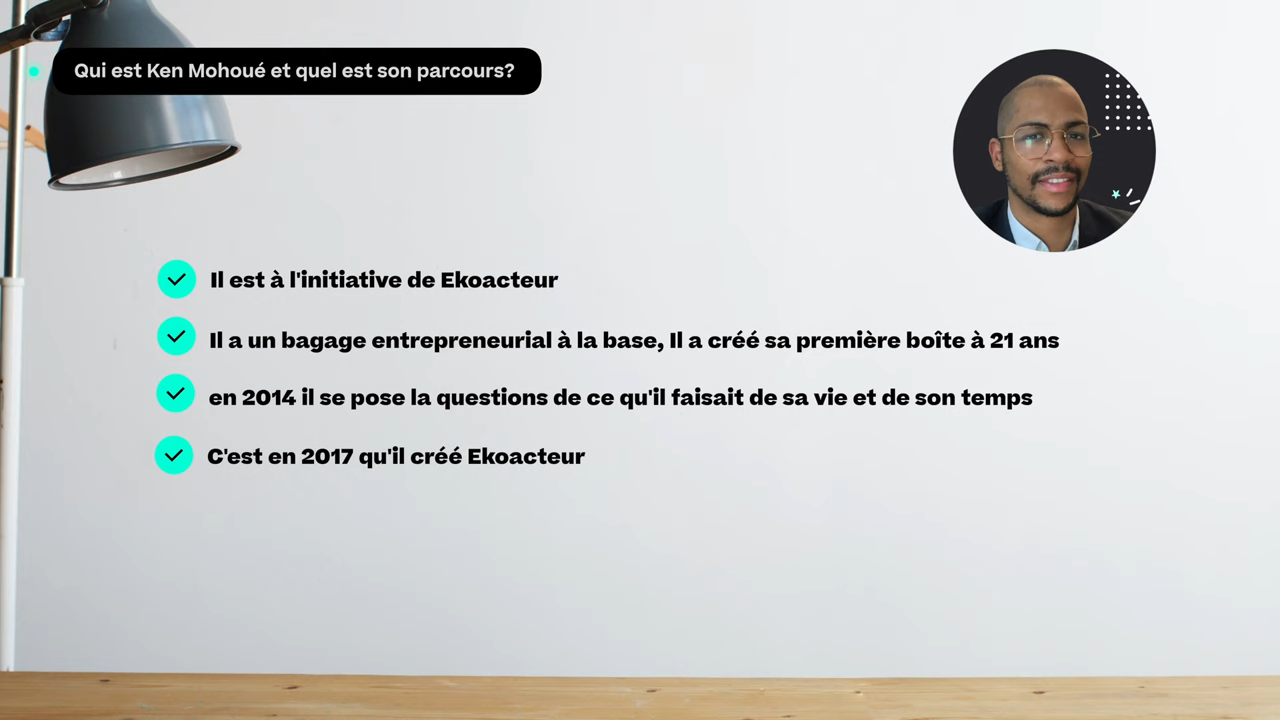 Qui est Ken Mohoué et quel est son parcours?
Il est à l'initiative de Ekoacteur
Il a un bagage entrepreneurial à la base, Il a créé sa première boîte à 21 ans
en 2014 il se pose la questions de ce qu'il faisait de sa vie et de son temps
C'est en 2017 qu'il créé Ekoacteur